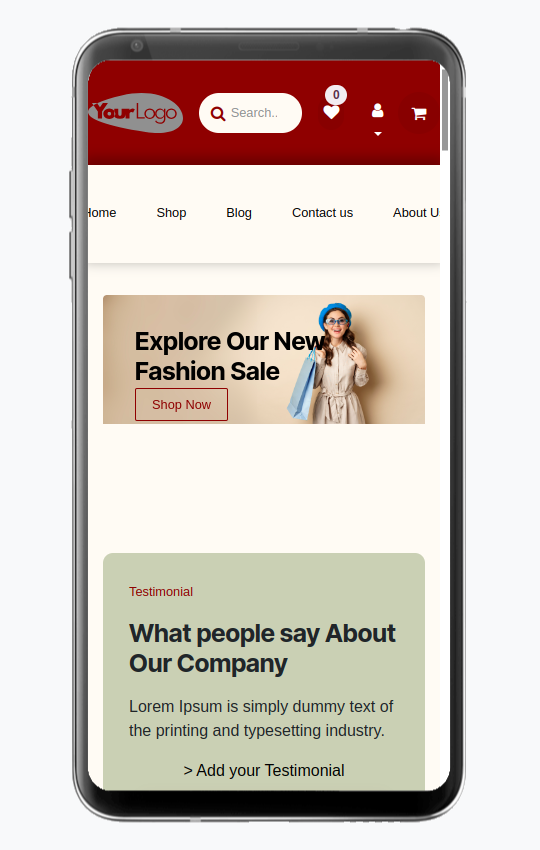 YourLogo
Search..
0
Home Shop Blog Contact us About U
Explore Our New
Fashion Sale
Shop Now
Testimonial
What people say About
Our Company
Lorem Ipsum is simply dummy text of
the printing and typesetting industry.
> Add your Testimonial